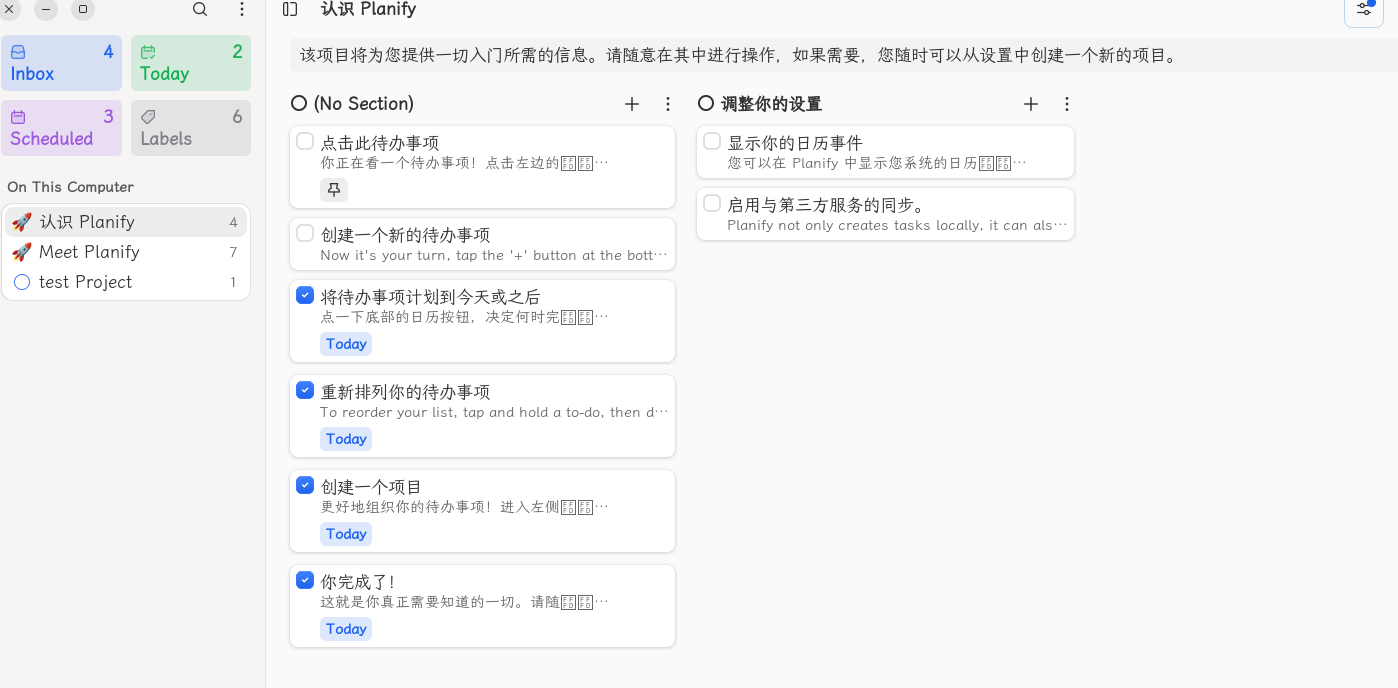 认识 Planify
Inbox 4
Today 2
Scheduled 3
Labels 6
On This Computer
🚀 认识 Planify 4
🚀 Meet Planify 7
test Project 1
该项目将为您提供一切入门所需的信息。请随意在其中进行操作，如果需要，您随时可以从设置中创建一个新的项目。
(No Section)
点击此待办事项
你正在看一个待办事项！点击左边的��…
创建一个新的待办事项
Now it's your turn, tap the '+' button at the bott…
将待办事项计划到今天或之后
点一下底部的日历按钮，决定何时完��…
Today
重新排列你的待办事项
To reorder your list, tap and hold a to-do, then d…
Today
创建一个项目
更好地组织你的待办事项！进入左侧��…
Today
你完成了！
这就是你真正需要知道的一切。请随��…
Today
调整你的设置
显示你的日历事件
您可以在 Planify 中显示您系统的日历��…
启用与第三方服务的同步。
Planify not only creates tasks locally, it can als…